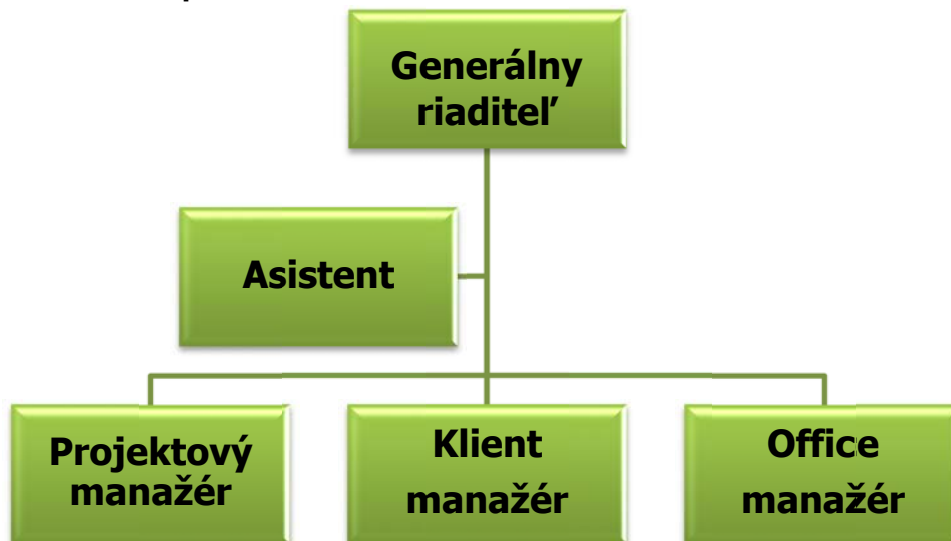 Generálny
riaditeľ
Asistent
Projektový
manažér
Klient
manažér
Office
manažér